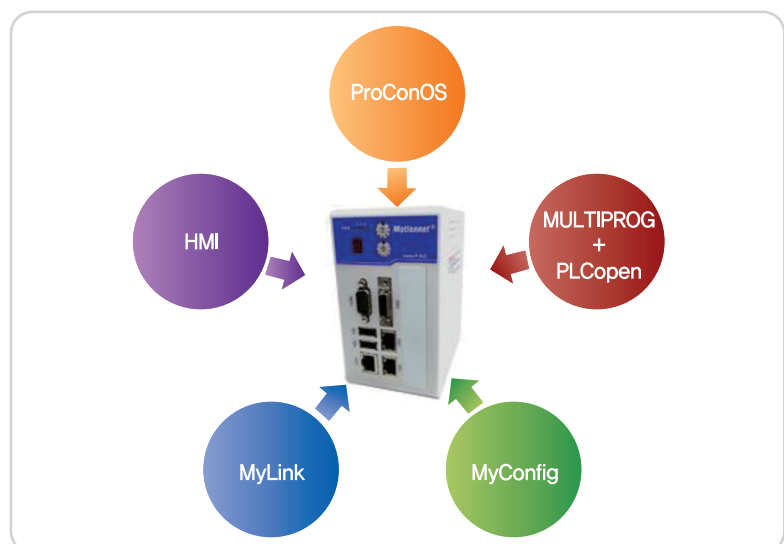 ProConOS
HMI
MULTIPROG
+
PLCopen
Motionnet®
MyLink
MyConfig